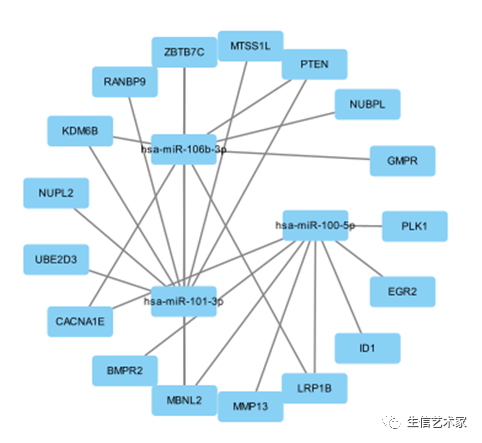 MTSS1L
ZBTB7C
PTEN
RANBP9
NUBPL
KDM6B
hsa-miR-106b-3p
GMPR
NUPL2
hsa-miR-100-5p
PLK1
UBE2D3
EGR2
hsa-miR-101-3p
CACNA1E
ID1
BMPR2
LRP1B
MBNL2
MMP13
生信艺术家